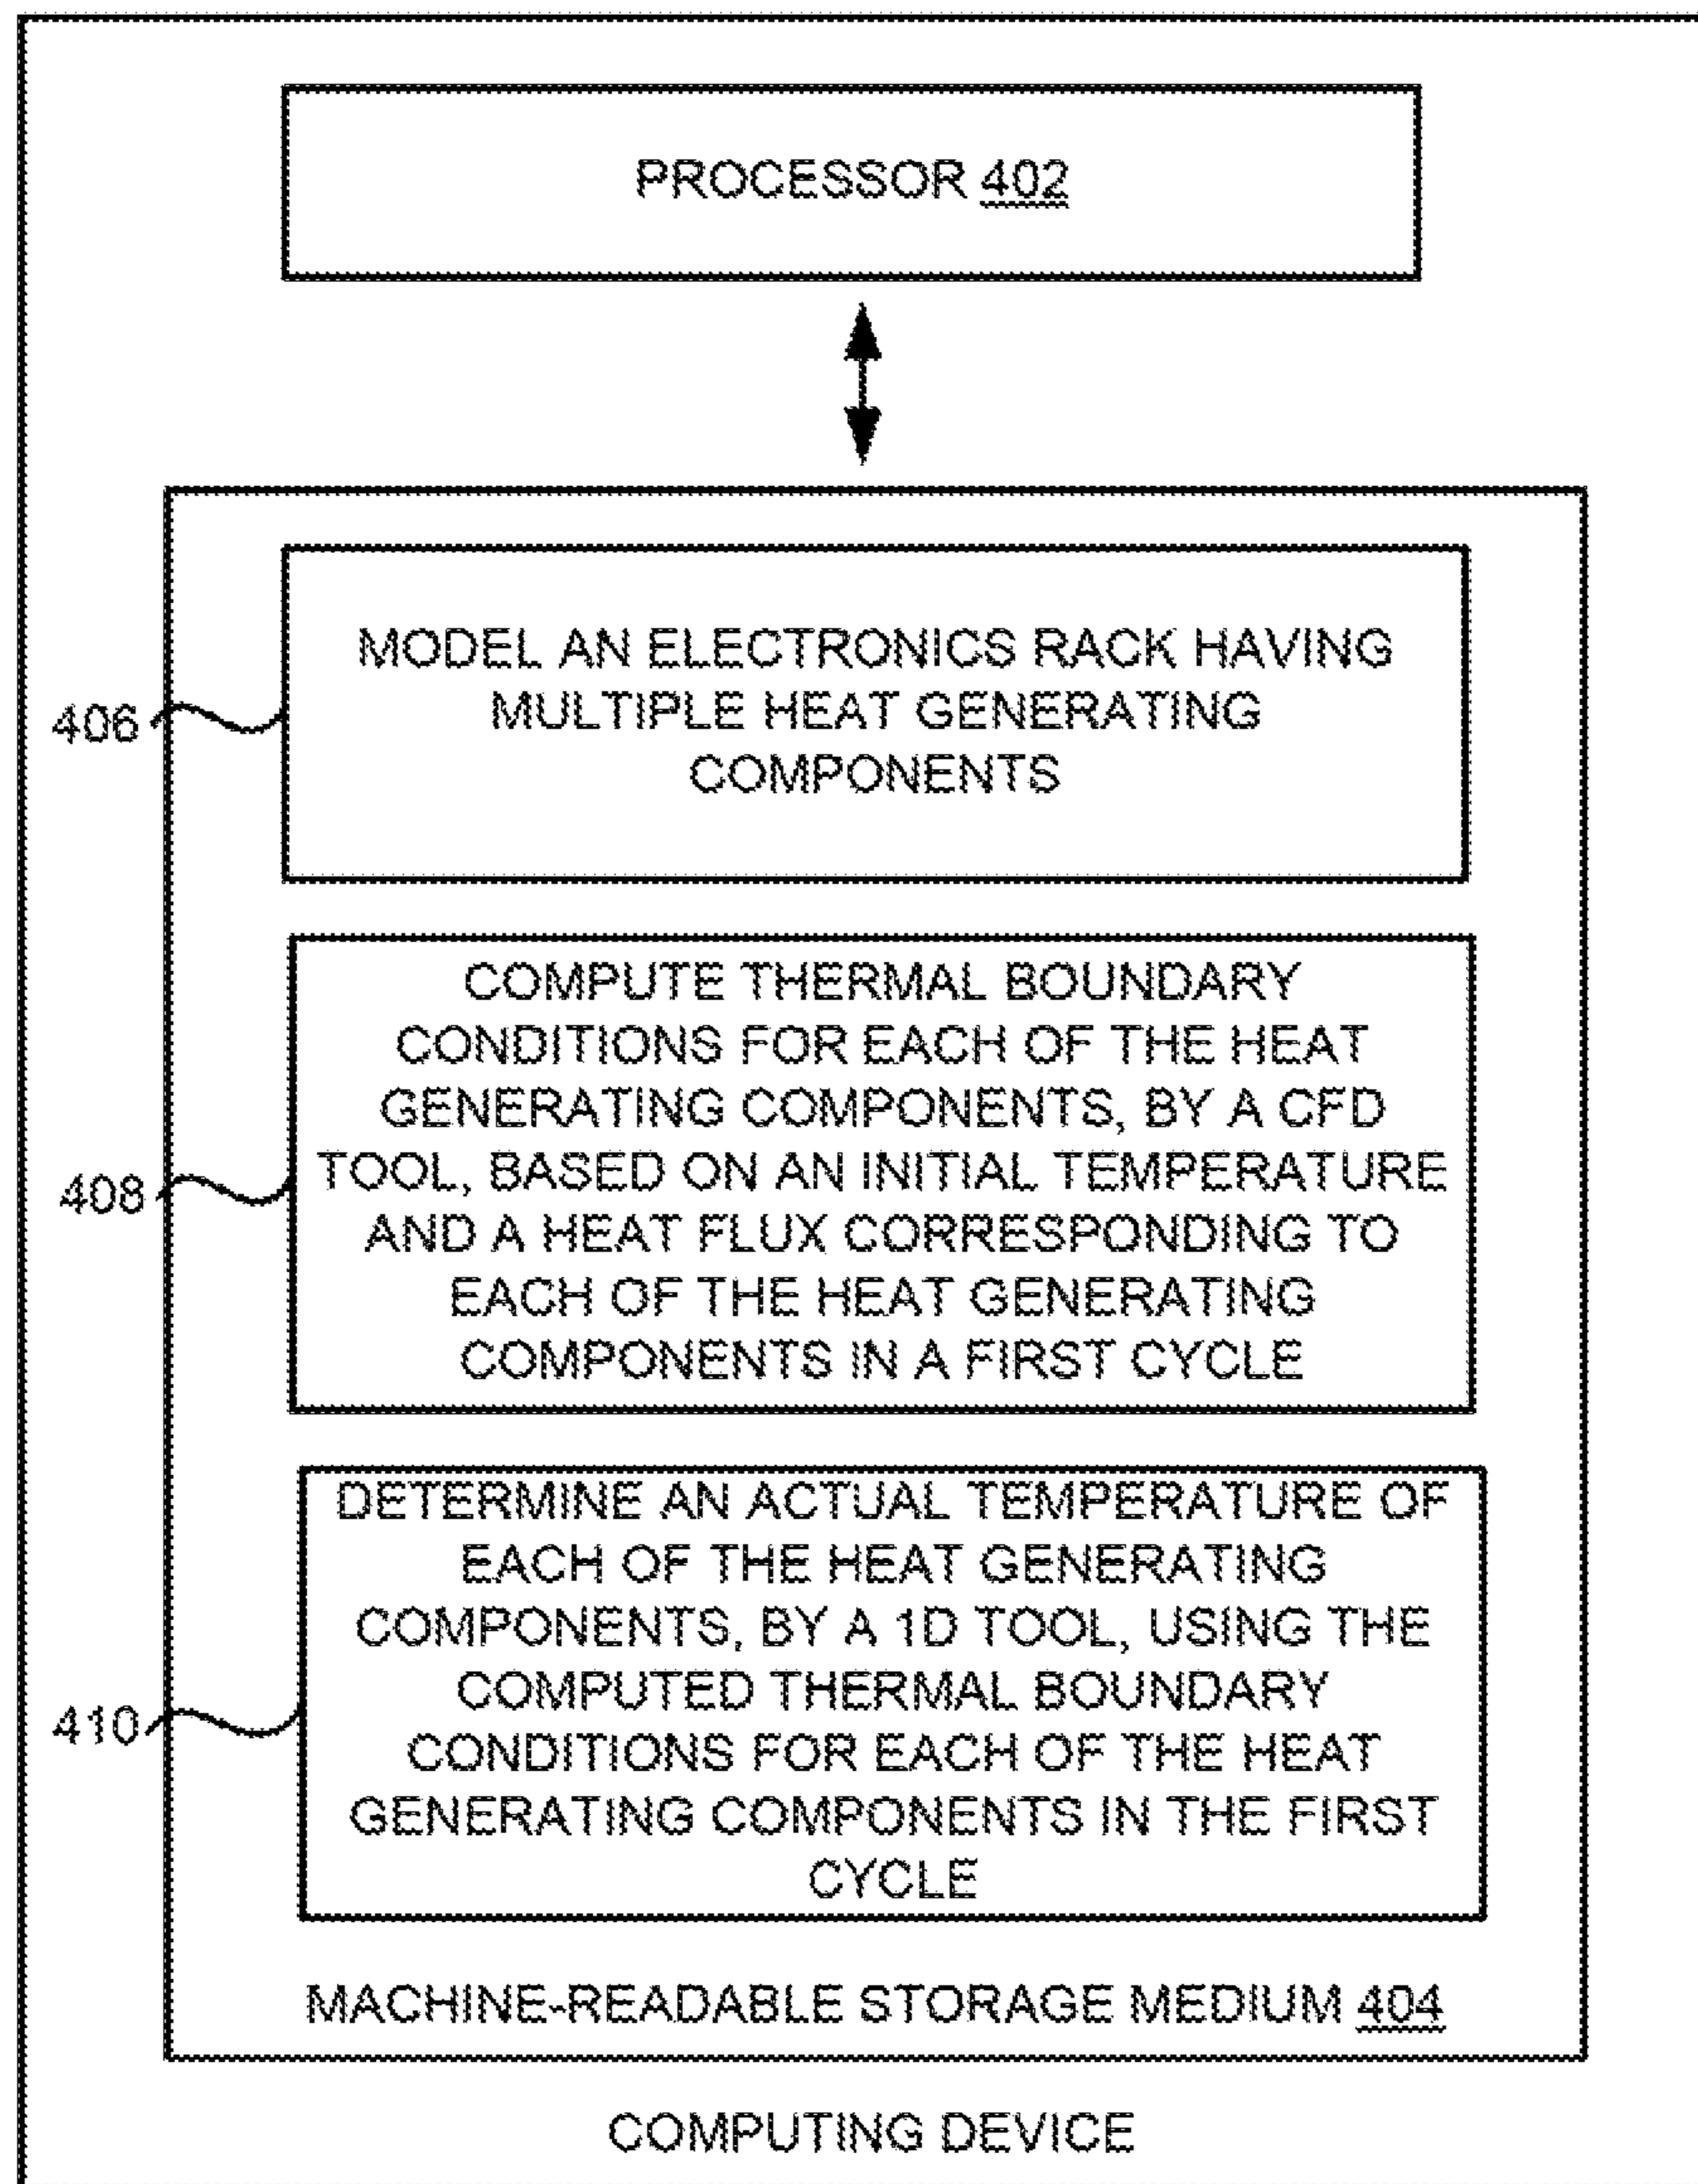 PROCESSOR 402
MODEL AN ELECTRONICS RACK HAVING
MULTIPLE HEAT GENERATING
COMPONENTS
406
COMPUTE THERMAL BOUNDARY
CONDITIONS FOR EACH OF THE HEAT
GENERATING COMPONENTS, BY A CFD
TOOL, BASED ON AN INITIAL TEMPERATURE
AND A HEAT FLUX CORRESPONDING TO
EACH OF THE HEAT GENERATING
COMPONENTS IN A FIRST CYCLE
408
DETERMINE AN ACTUAL TEMPERATURE OF
EACH OF THE HEAT GENERATING
COMPONENTS, BY A 1D TOOL, USING THE
COMPUTED THERMAL BOUNDARY
CONDITIONS FOR EACH OF THE HEAT
GENERATING COMPONENTS IN THE FIRST
CYCLE
410
MACHINE-READABLE STORAGE MEDIUM 404
COMPUTING DEVICE